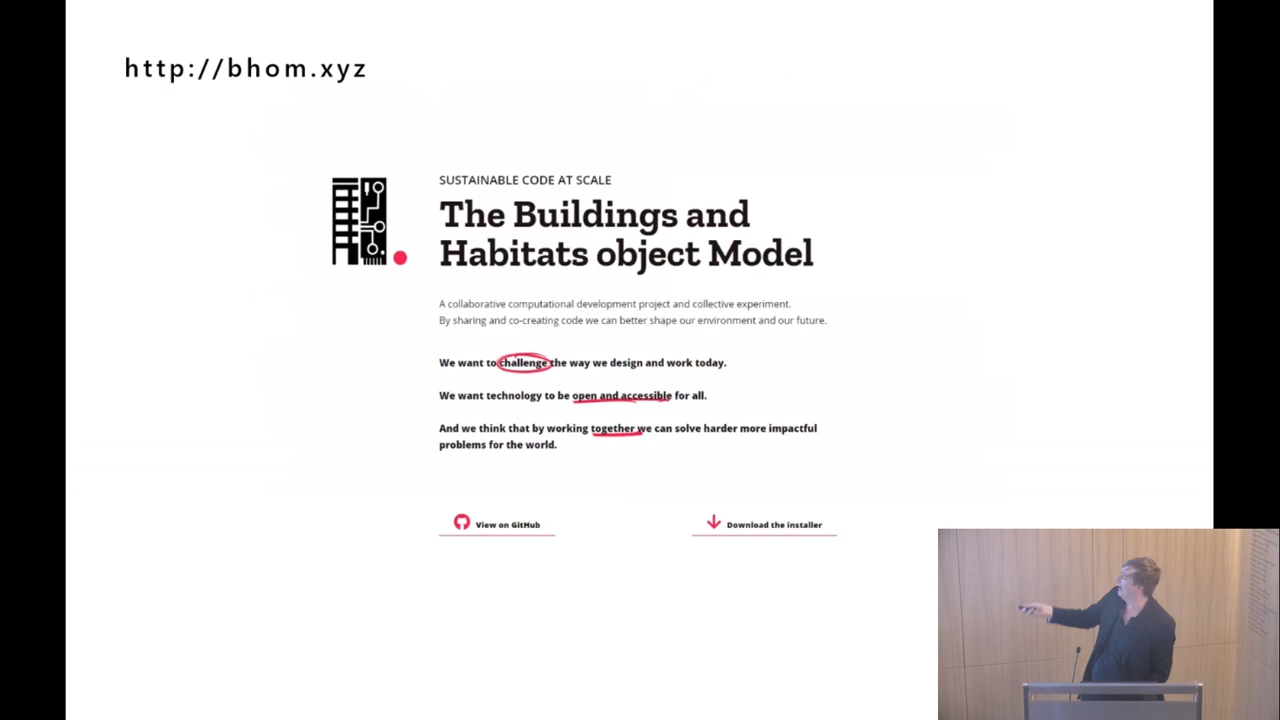 http://bhom.xyz
SUSTAINABLE CODE AT SCALE
The Buildings and
Habitats object Model
A collaborative computational development project and collective experiment.
By sharing and co-creating code we can better shape our environment and our future.
We want to challenge the way we design and work today.
We want technology to be open and accessible for all.
And we think that by working together we can solve harder more impactful
problems for the world.
View on GitHub
Download the installer